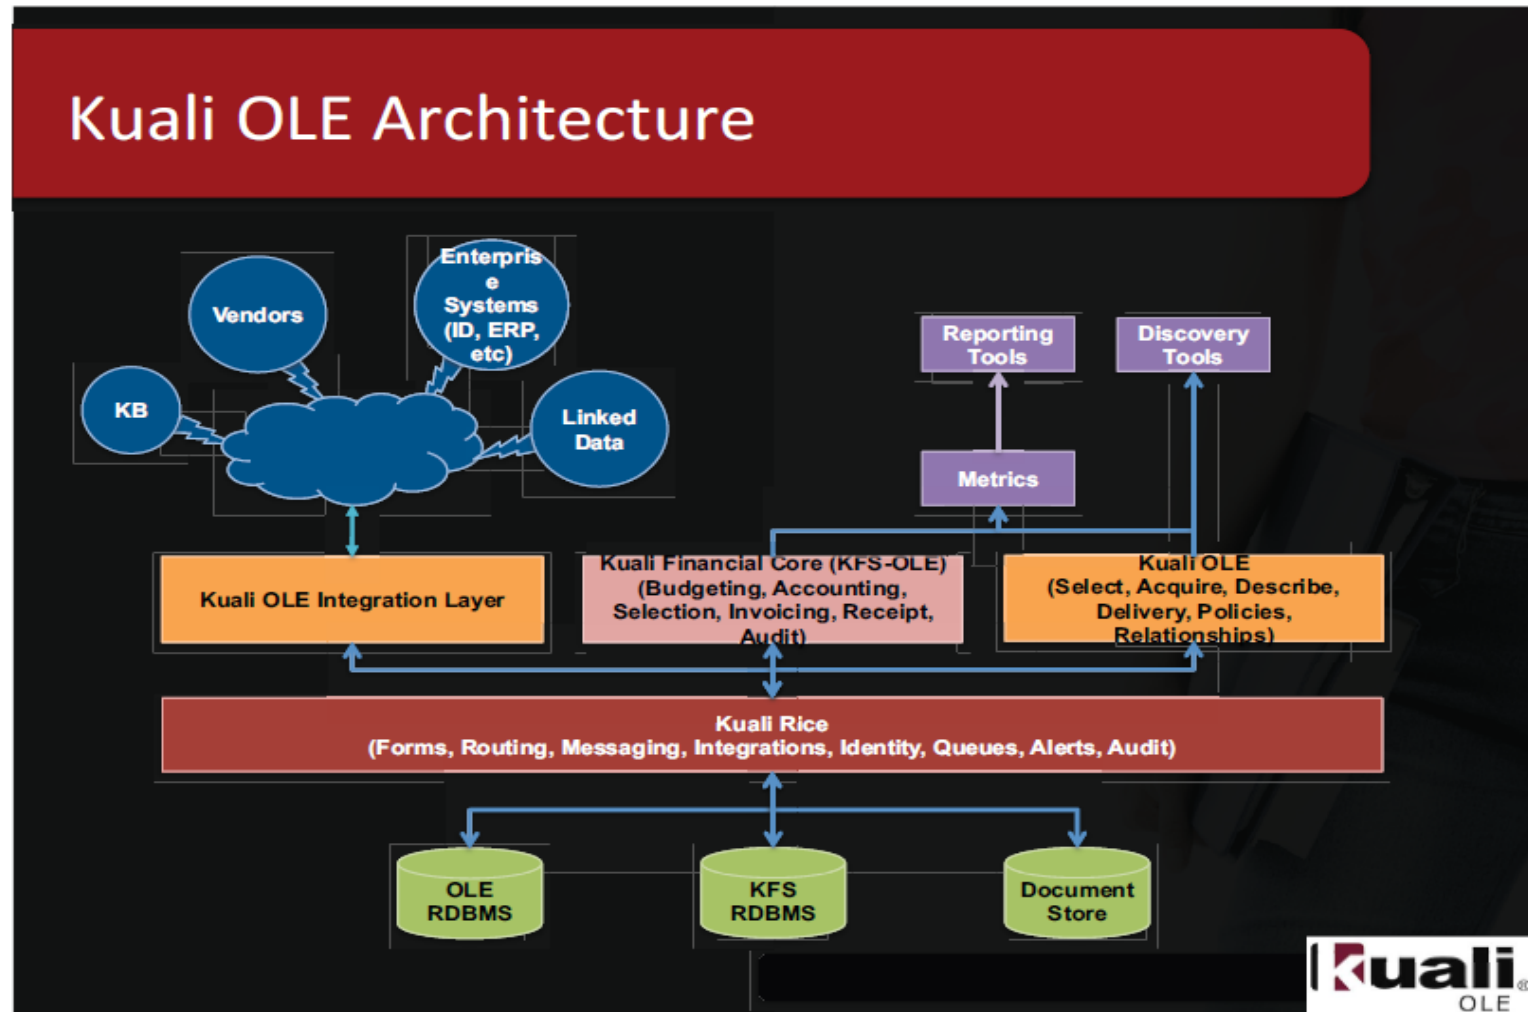 Kuali OLE Architecture
Enterpris
e
Systems
(ID, ERP,
etc)
Vendors
KB
Linked
Data
Reporting
Tools
Discovery
Tools
Metrics
Kuali OLE Integration Layer
Kuali Financial Core (KFS-OLE)
(Budgeting, Accounting,
Selection, Invoicing, Receipt,
Audit)
Kuali OLE
(Select, Acquire, Describe,
Delivery, Policies,
Relationships)
Kuali Rice
(Forms, Routing, Messaging, Integrations, Identity, Queues, Alerts, Audit)
OLE
RDBMS
KFS
RDBMS
Document
Store
kuali®
OLE